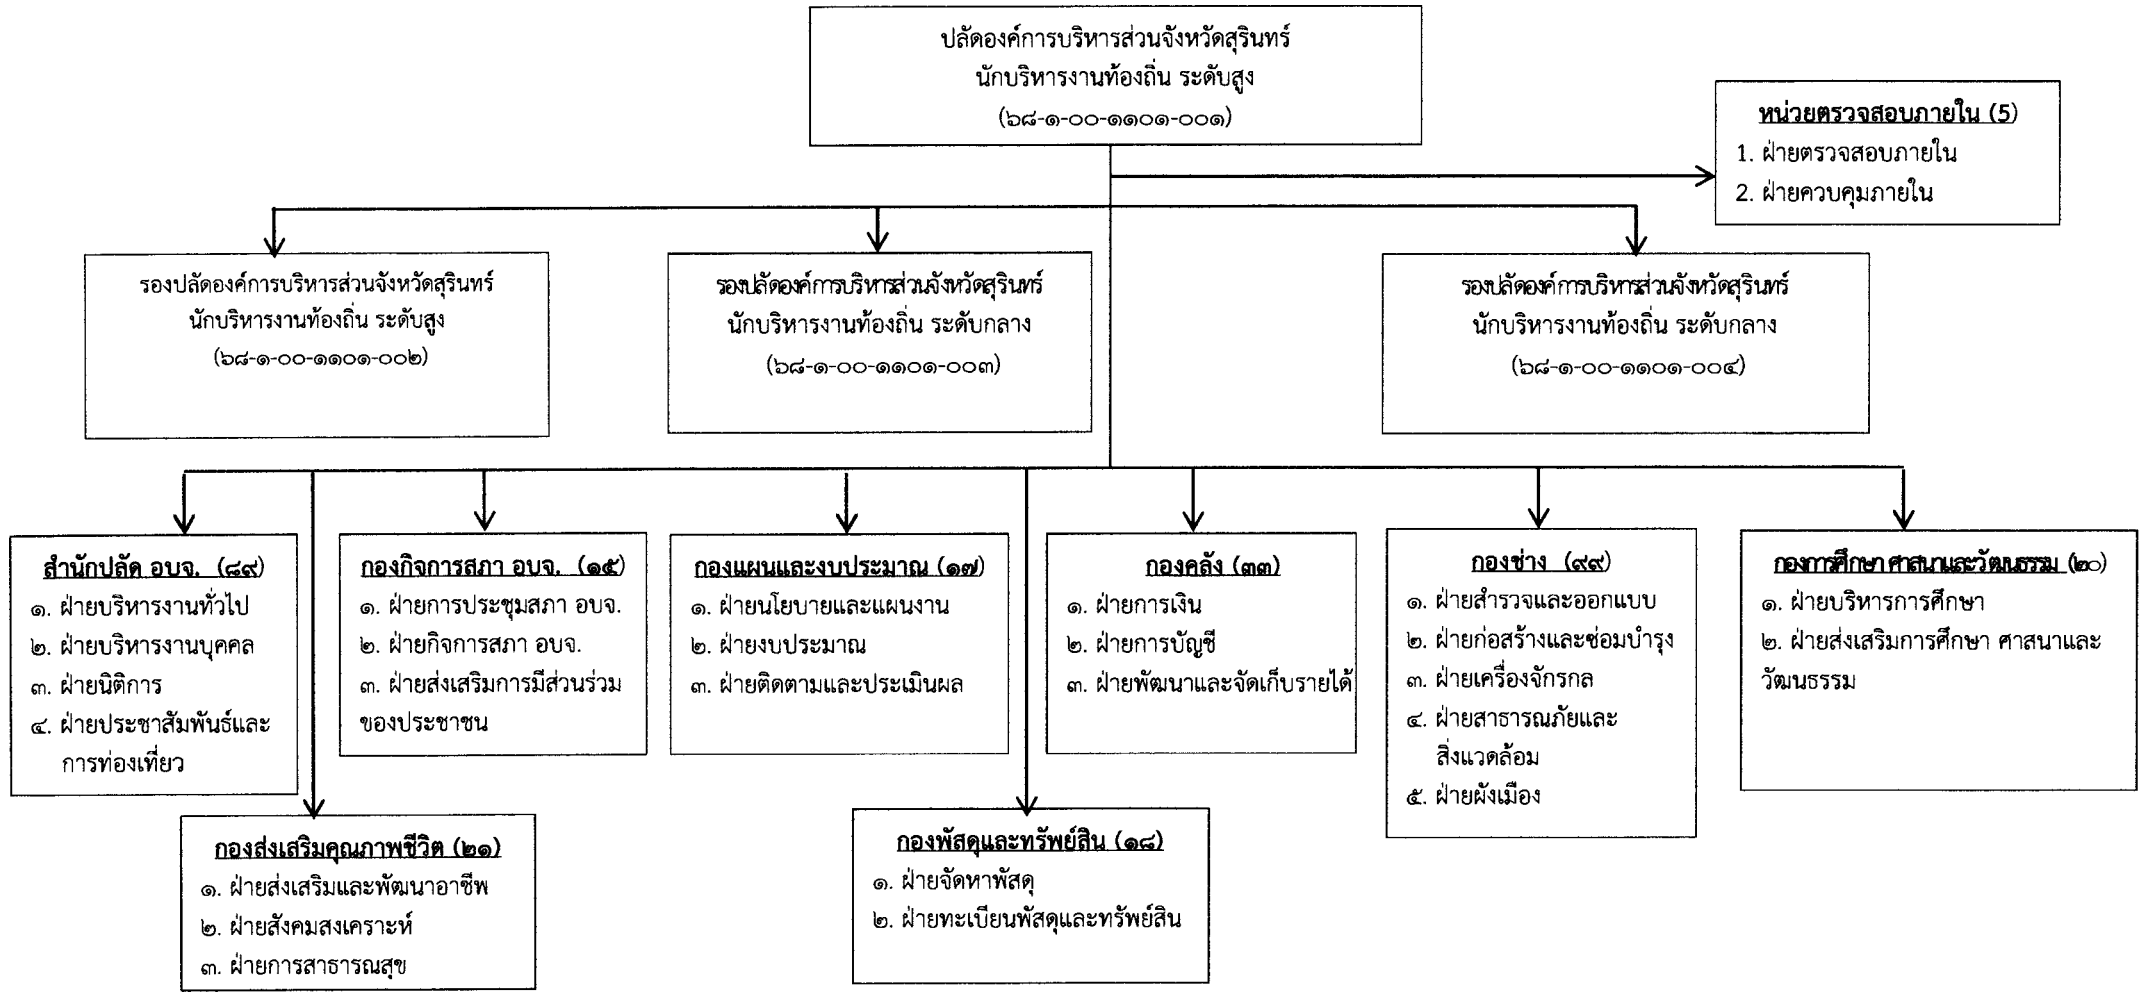 ปลัดองค์การบริหารส่วนจังหวัดสุรินทร์
นักบริหารงานท้องถิ่น ระดับสูง
(๖๘-๑-๐๐-๑๑๐๑-๐๐๑)
หน่วยตรวจสอบภายใน (5)
1. ฝ่ายตรวจสอบภายใน
2. ฝ่ายควบคุมภายใน
รองปลัดองค์การบริหารส่วนจังหวัดสุรินทร์
นักบริหารงานท้องถิ่น ระดับสูง
(๖๘-๑-๐๐-๑๑๐๑-๐๐๒)
รองปลัดองค์การบริหารส่วนจังหวัดสุรินทร์
นักบริหารงานท้องถิ่น ระดับกลาง
(๖๘-๑-๐๐-๑๑๐๑-๐๐๓)
รองปลัดองค์การบริหารส่วนจังหวัดสุรินทร์
นักบริหารงานท้องถิ่น ระดับกลาง
(๖๘-๑-๐๐-๑๑๐๑-๐๐๔)
สำนักปลัด อบจ. (๘๙)
๑. ฝ่ายบริหารงานทั่วไป
๒. ฝ่ายบริหารงานบุคคล
๓. ฝ่ายนิติการ
๔. ฝ่ายประชาสัมพันธ์และ
การท่องเที่ยว
กองกิจการสภา อบจ. (๑๕)
๑. ฝ่ายการประชุมสภา อบจ.
๒. ฝ่ายกิจการสภา อบจ.
๓. ฝ่ายส่งเสริมการมีส่วนร่วม
ของประชาชน
กองแผนและงบประมาณ (๑๗)
๑. ฝ่ายนโยบายและแผนงาน
๒. ฝ่ายงบประมาณ
๓. ฝ่ายติดตามและประเมินผล
กองคลัง (๓๓)
๑. ฝ่ายการเงิน
๒. ฝ่ายการบัญชี
๓. ฝ่ายพัฒนาและจัดเก็บรายได้
กองช่าง (๙๙)
๑. ฝ่ายสำรวจและออกแบบ
๒. ฝ่ายก่อสร้างและซ่อมบำรุง
๓. ฝ่ายเครื่องจักรกล
๔. ฝ่ายสาธารณภัยและ
สิ่งแวดล้อม
๕. ฝ่ายผังเมือง
กองการศึกษา ศาสนาและวัฒนธรรม (๒๐)
๑. ฝ่ายบริหารการศึกษา
๒. ฝ่ายส่งเสริมการศึกษา ศาสนาและ
วัฒนธรรม
กองส่งเสริมคุณภาพชีวิต (๒๑)
๑. ฝ่ายส่งเสริมและพัฒนาอาชีพ
๒. ฝ่ายสังคมสงเคราะห์
๓. ฝ่ายการสาธารณสุข
กองพัสดุและทรัพย์สิน (๑๘)
๑. ฝ่ายจัดหาพัสดุ
๒. ฝ่ายทะเบียนพัสดุและทรัพย์สิน